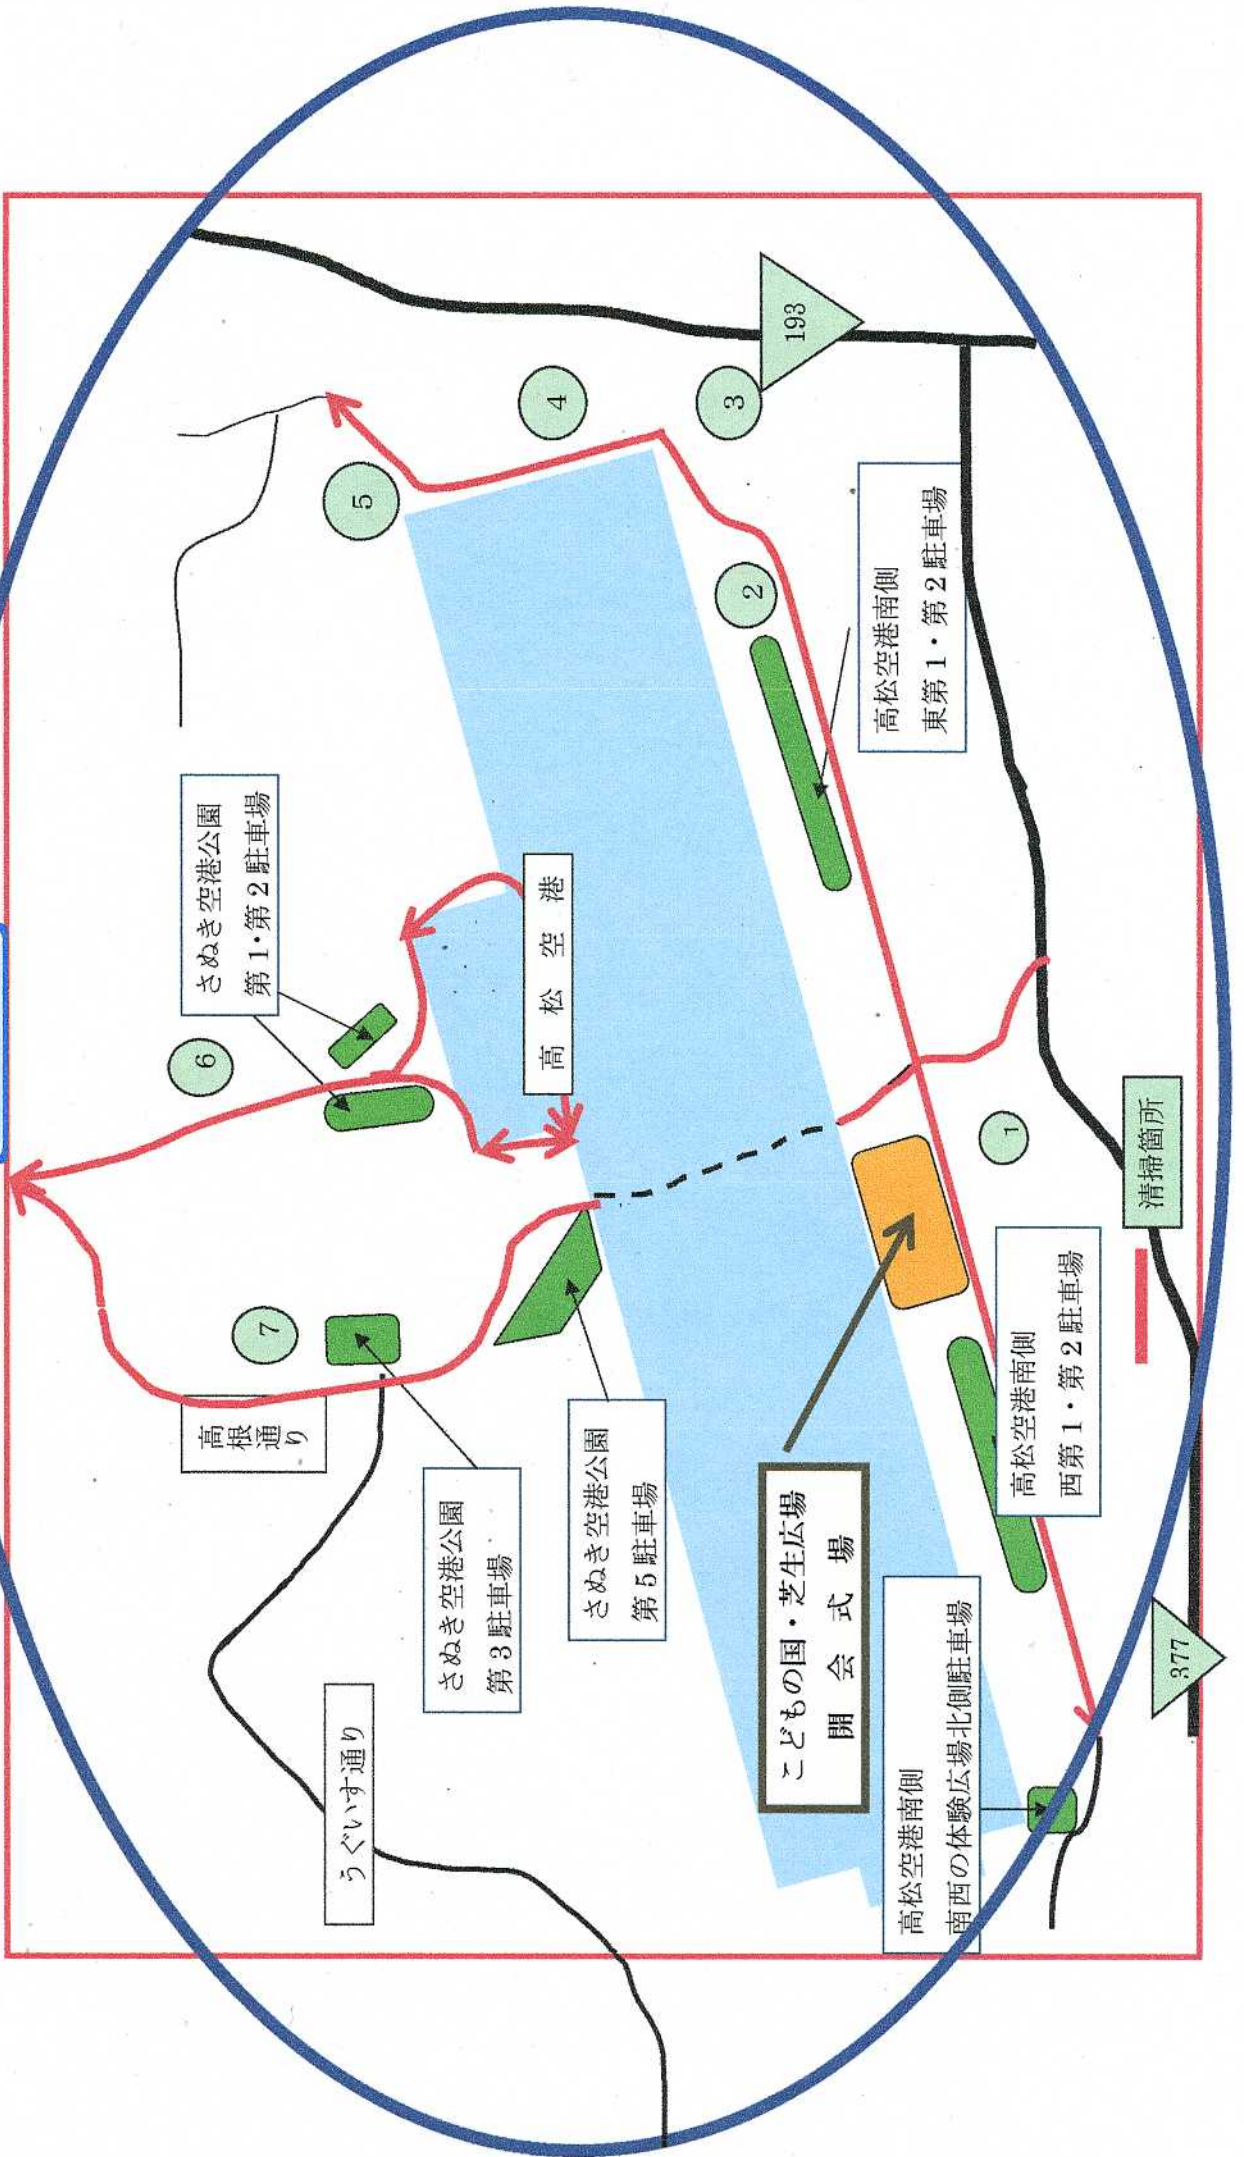 193
4
3
5
2
高松空港南側
東第1・第2駐車場
さぬき空港公園
第1・第2駐車場
高松空港
6
1
清掃箇所
7
高松空港南側
西第1・第2駐車場
高根
通り
さぬき空港公園
第3駐車場
さぬき空港公園
第5駐車場
こどもの国・芝生広場
開会式場
377
うぐいす通り
高松空港南側
南西の体験広場北側駐車場